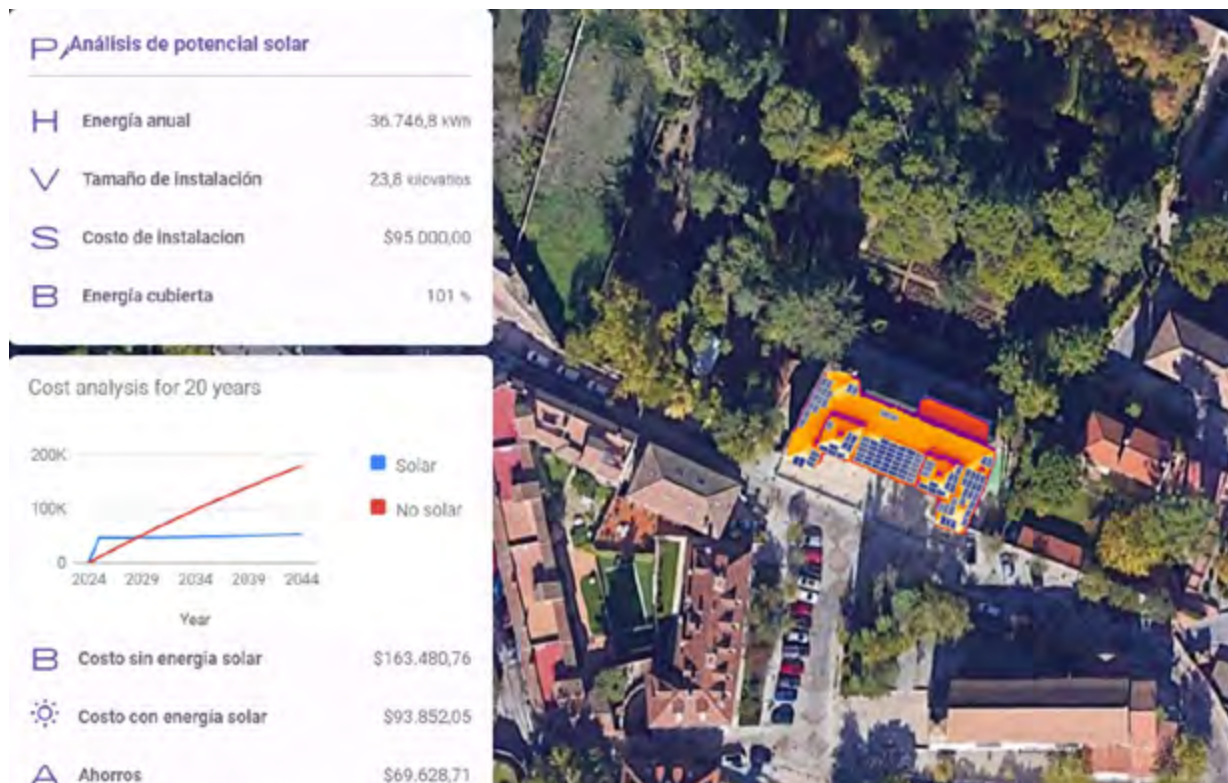 Análisis de potencial solar
Energía anual 36.746,8 kWh
Tamaño de instalación 23,8 kilovatios
Costo de instalacion $95.000,00
Energía cubierta 101 %
Cost analysis for 20 years
200K
100K
0
2024 2029 2034 2039 2044
Year
Solar
No solar
Costo sin energía solar $163.480,76
Costo con energía solar $93.852,05
Ahorros $69.628,71